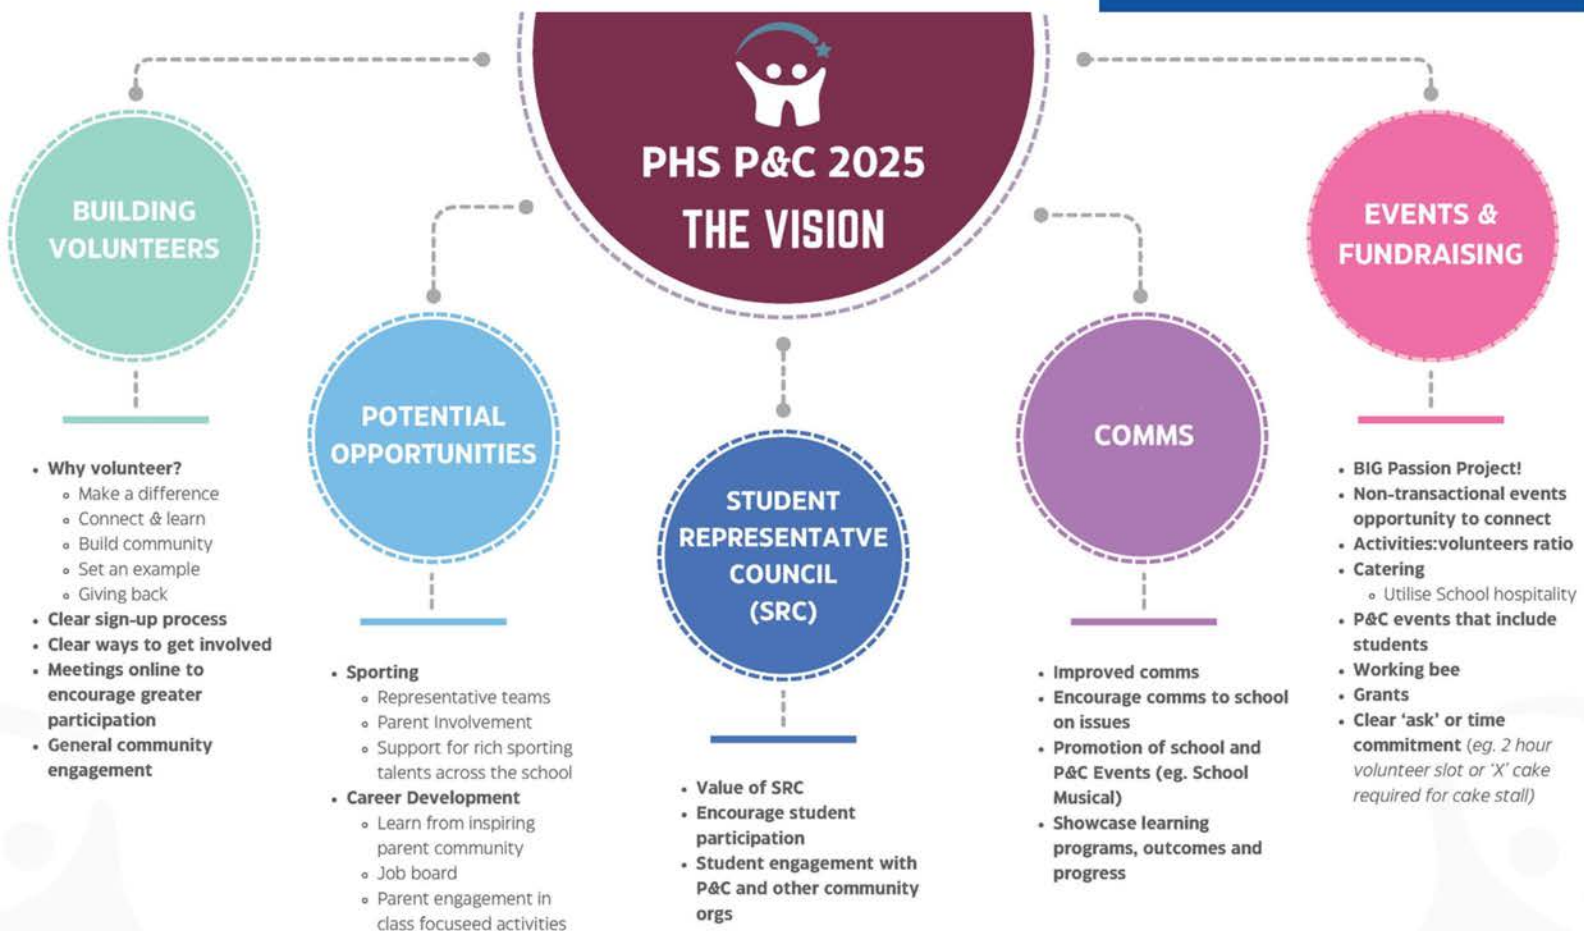 PHS P&C 2025
THE VISION
BUILDING
VOLUNTEERS
• Why volunteer?
∘ Make a difference
∘ Connect & learn
∘ Build community
∘ Set an example
∘ Giving back
• Clear sign-up process
• Clear ways to get involved
• Meetings online to
encourage greater
participation
• General community
engagement
POTENTIAL
OPPORTUNITIES
• Sporting
∘ Representative teams
∘ Parent Involvement
∘ Support for rich sporting
talents across the school
• Career Development
∘ Learn from inspiring
parent community
∘ Job board
∘ Parent engagement in
class focuseed activities
STUDENT
REPRESENTATVE
COUNCIL
(SRC)
• Value of SRC
• Encourage student
participation
• Student engagement with
P&C and other community
orgs
COMMS
• Improved comms
• Encourage comms to school
on issues
• Promotion of school and
P&C Events (eg. School
Musical)
• Showcase learning
programs, outcomes and
progress
EVENTS &
FUNDRAISING
• BIG Passion Project!
• Non-transactional events
opportunity to connect
• Activities:volunteers ratio
• Catering
∘ Utilise School hospitality
• P&C events that include
students
• Working bee
• Grants
• Clear ‘ask’ or time
commitment (eg. 2 hour
volunteer slot or ‘X’ cake
required for cake stall)